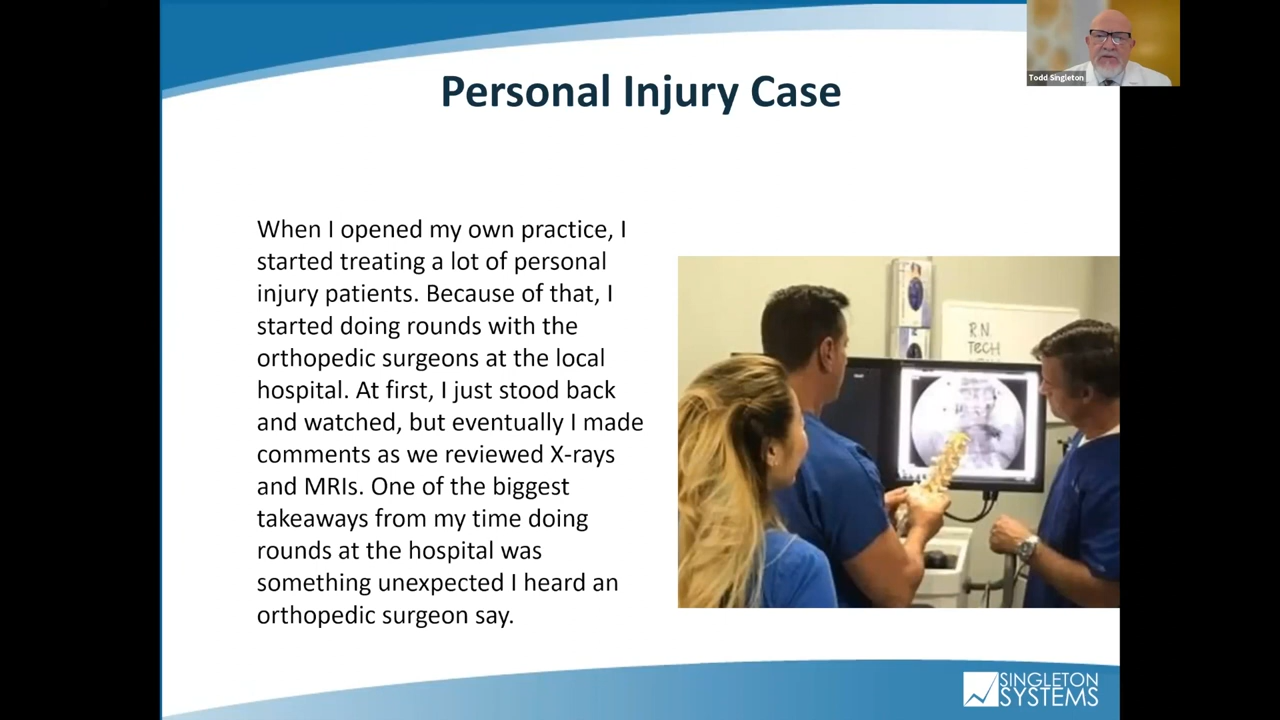 Personal Injury Case
Todd Singleton
When I opened my own practice, I
started treating a lot of personal
injury patients. Because of that, I
started doing rounds with the
orthopedic surgeons at the local
hospital. At first, I just stood back
and watched, but eventually I made
comments as we reviewed X-rays
and MRIs. One of the biggest
takeaways from my time doing
rounds at the hospital was
something unexpected I heard an
orthopedic surgeon say.
R.N.
TECH
SINGLETON
SYSTEMS